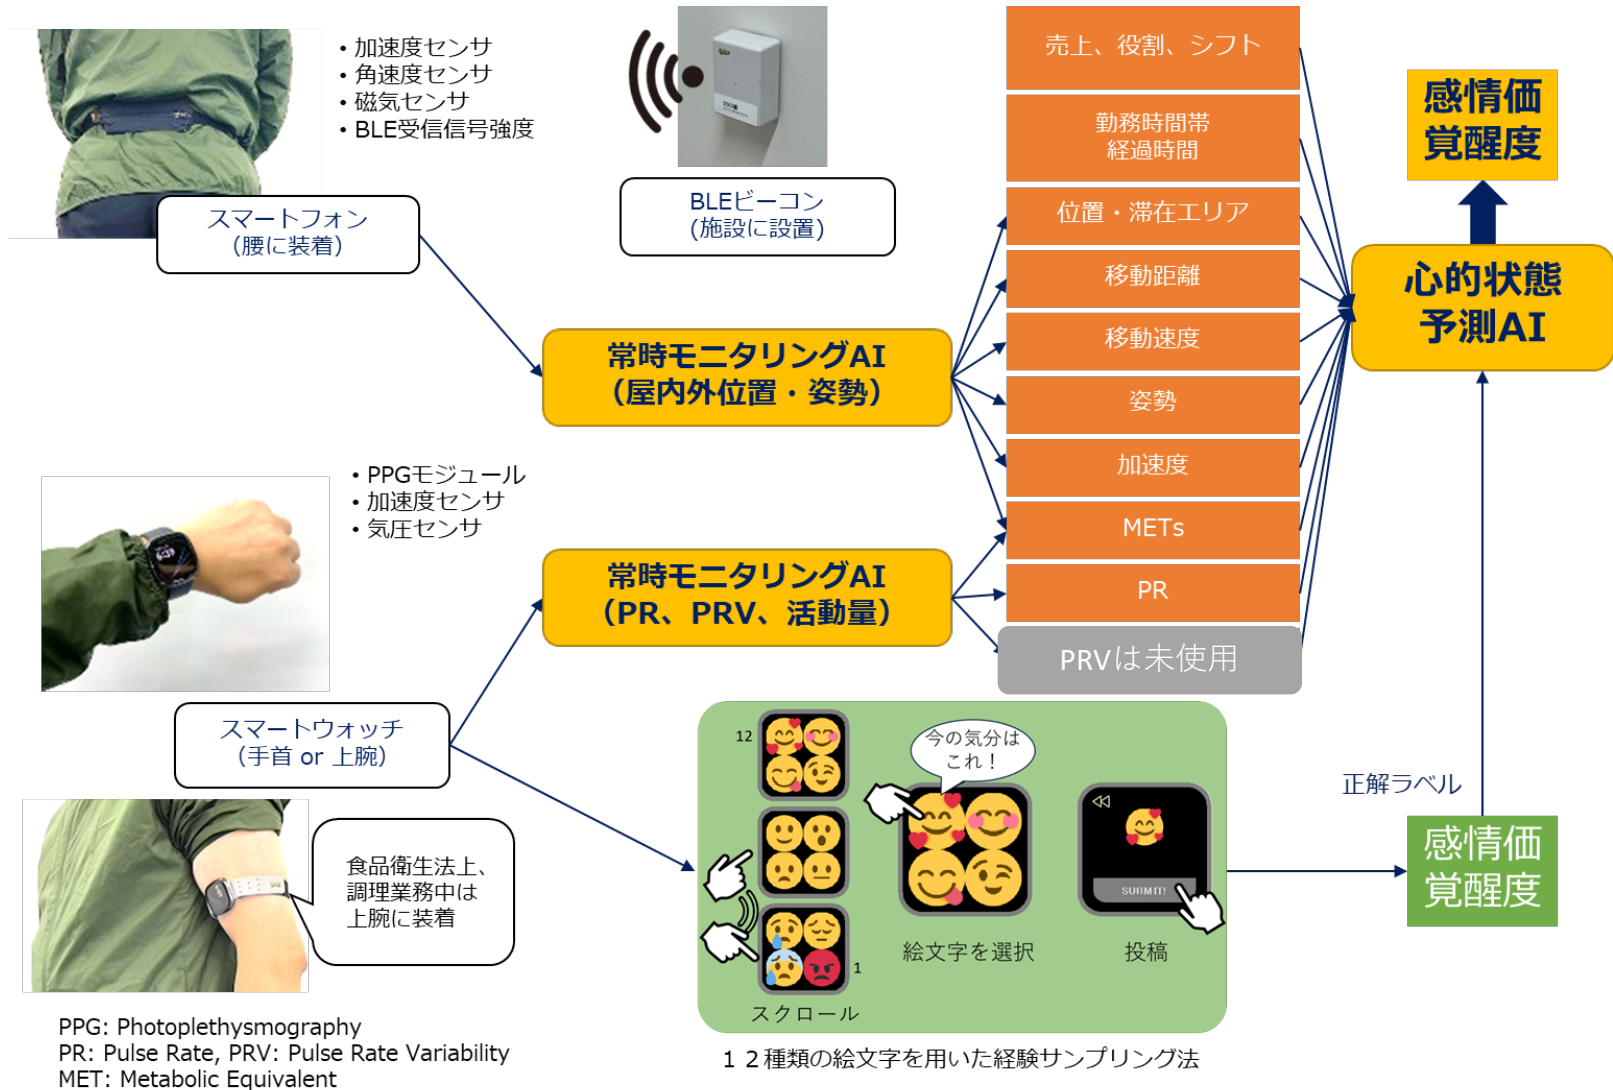 ・加速度センサ
・角速度センサ
・磁気センサ
・BLE受信信号強度
スマートフォン
(腰に装着)
BLEビーコン
(施設に設置)
常時モニタリングAI
(屋内外位置・姿勢)
売上、役割、シフト
勤務時間帯
経過時間
位置・滞在エリア
移動距離
移動速度
姿勢
加速度
METs
PR
PRVは未使用
感情価
覚醒度
心的状態
予測AI
・PPGモジュール
・加速度センサ
・気圧センサ
常時モニタリングAI
(PR、PRV、活動量)
スマートウォッチ
(手首 or 上腕)
食品衛生法上、
調理業務中は
上腕に装着
12
1
スクロール
今の気分は
これ！
絵文字を選択
SUBMIT!
投稿
１２種類の絵文字を用いた経験サンプリング法
正解ラベル
感情価
覚醒度
PPG: Photoplethysmography
PR: Pulse Rate, PRV: Pulse Rate Variability
MET: Metabolic Equivalent